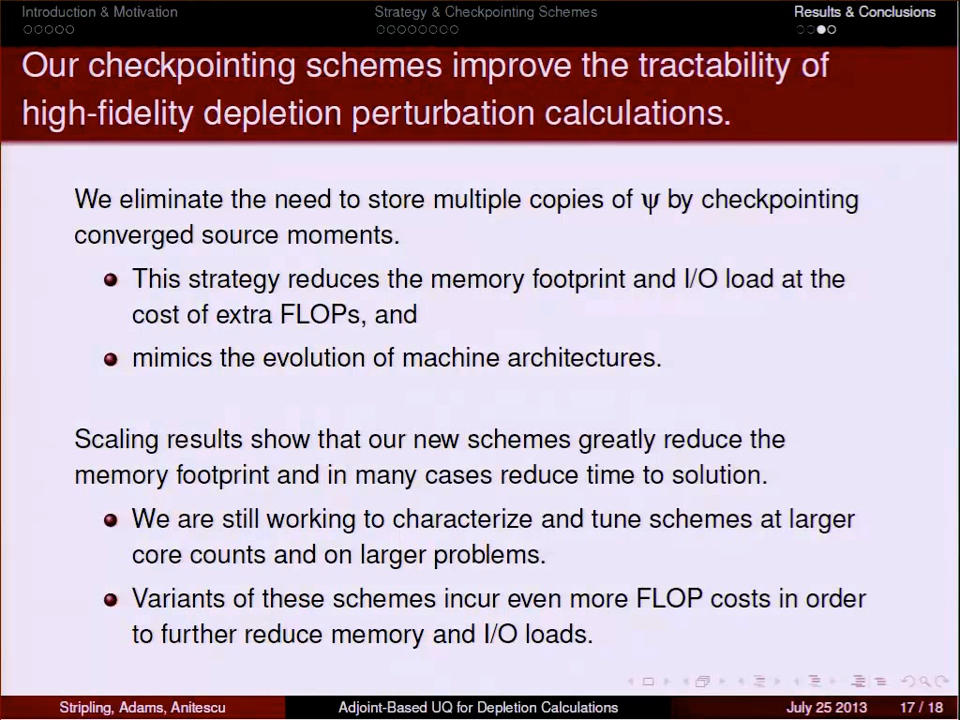 Introduction & Motivation
Strategy & Checkpointing Schemes
Results & Conclusions
Our checkpointing schemes improve the tractability of
high-fidelity depletion perturbation calculations.
We eliminate the need to store multiple copies of ψ by checkpointing
converged source moments.
This strategy reduces the memory footprint and I/O load at the
cost of extra FLOPs, and
mimics the evolution of machine architectures.
Scaling results show that our new schemes greatly reduce the
memory footprint and in many cases reduce time to solution.
We are still working to characterize and tune schemes at larger
core counts and on larger problems.
Variants of these schemes incur even more FLOP costs in order
to further reduce memory and I/O loads.
Stripling, Adams, Anitescu
Adjoint-Based UQ for Depletion Calculations
July 25 2013
17 / 18